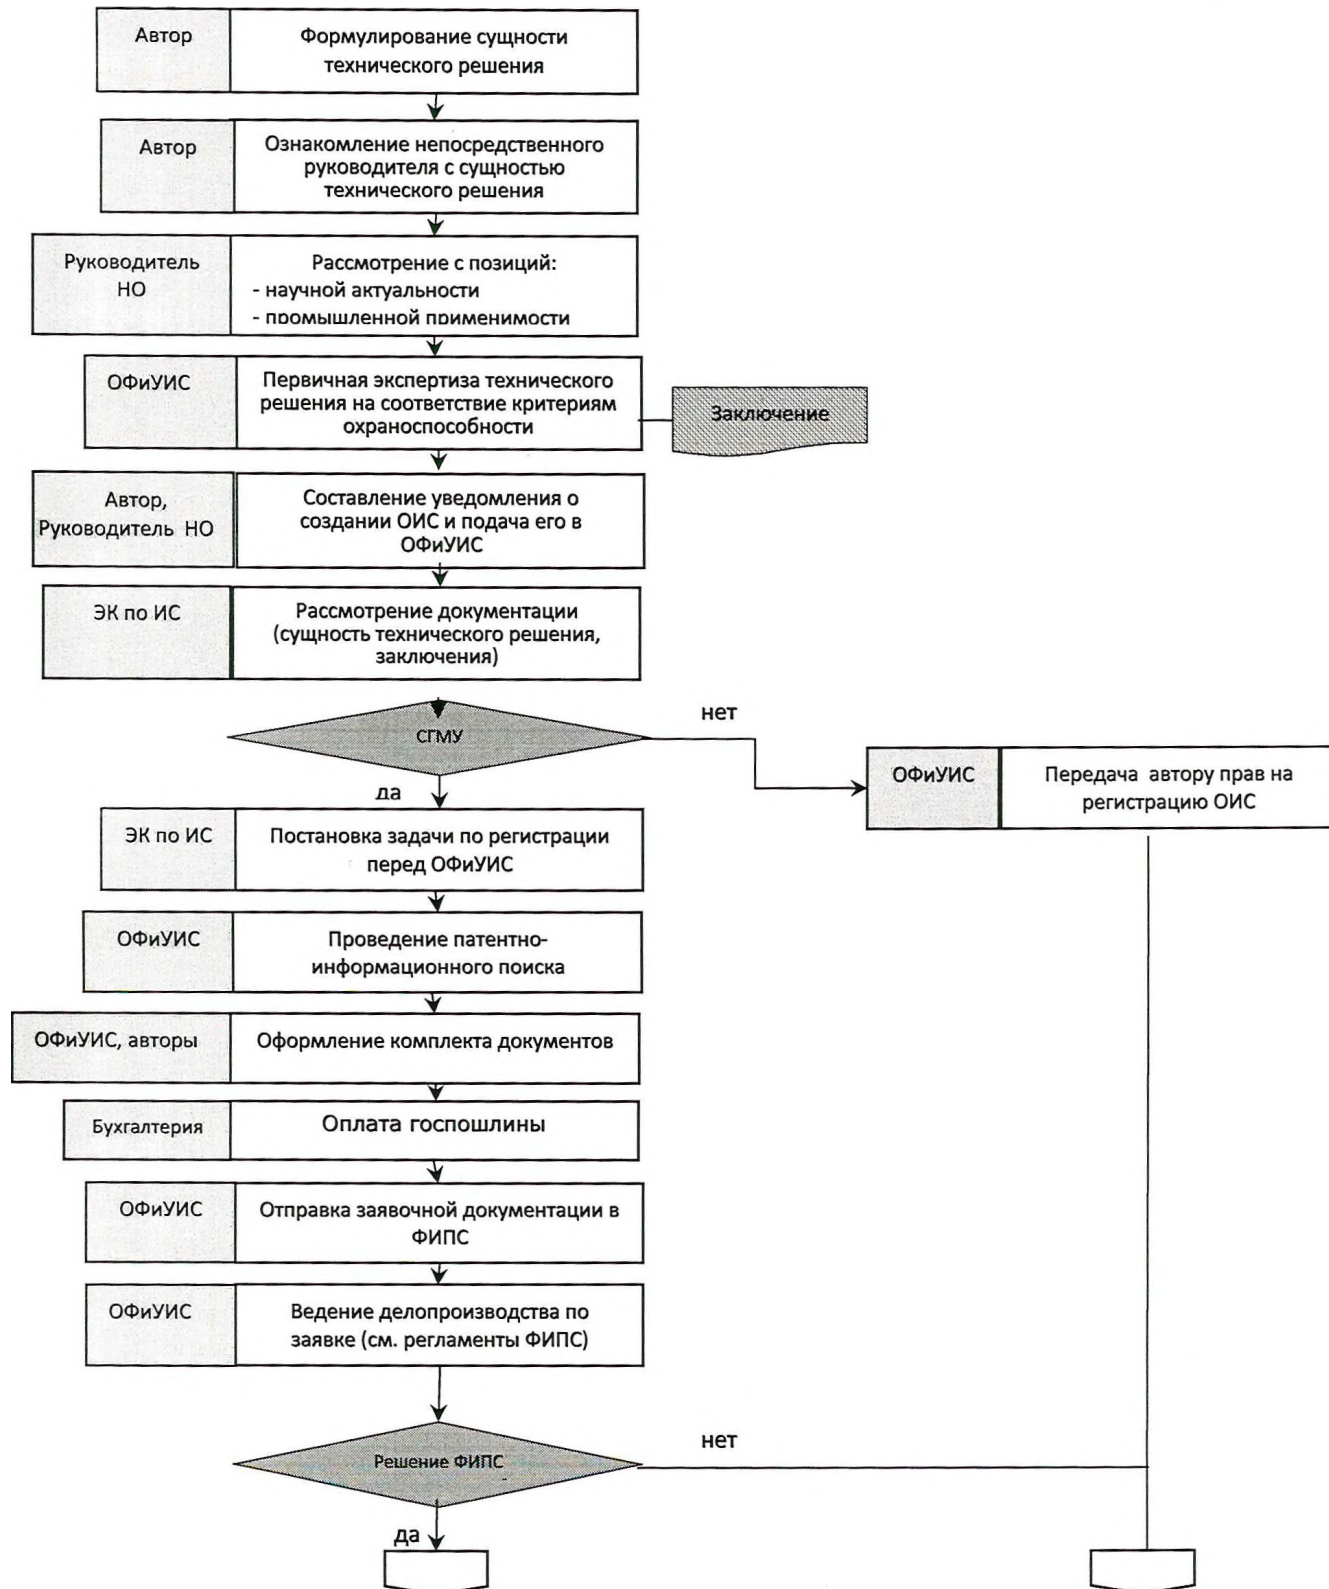 Автор
Формулирование сущности
технического решения
Автор
Ознакомление непосредственного
руководителя с сущностью
технического решения
Руководитель
НО
Рассмотрение с позиций:
- научной актуальности
- промышленной применимости
ОФиУИС
Первичная экспертиза технического
решения на соответствие критериям
охраноспособности
Заключение
Автор,
Руководитель НО
Составление уведомления о
создании ОИС и подача его в
ОФиУИС
ЭК по ИС
Рассмотрение документации
(сущность технического решения,
заключения)
СГМУ
нет
да
ОФиУИС
Передача автору прав на
регистрацию ОИС
ЭК по ИС
Постановка задачи по регистрации
перед ОФиУИС
ОФиУИС
Проведение патентно-
информационного поиска
ОФиУИС, авторы
Оформление комплекта документов
Бухгалтерия
Оплата госпошлины
ОФиУИС
Отправка заявочной документации в
ФИПС
ОФиУИС
Ведение делопроизводства по
заявке (см. регламенты ФИПС)
Решение ФИПС
нет
да